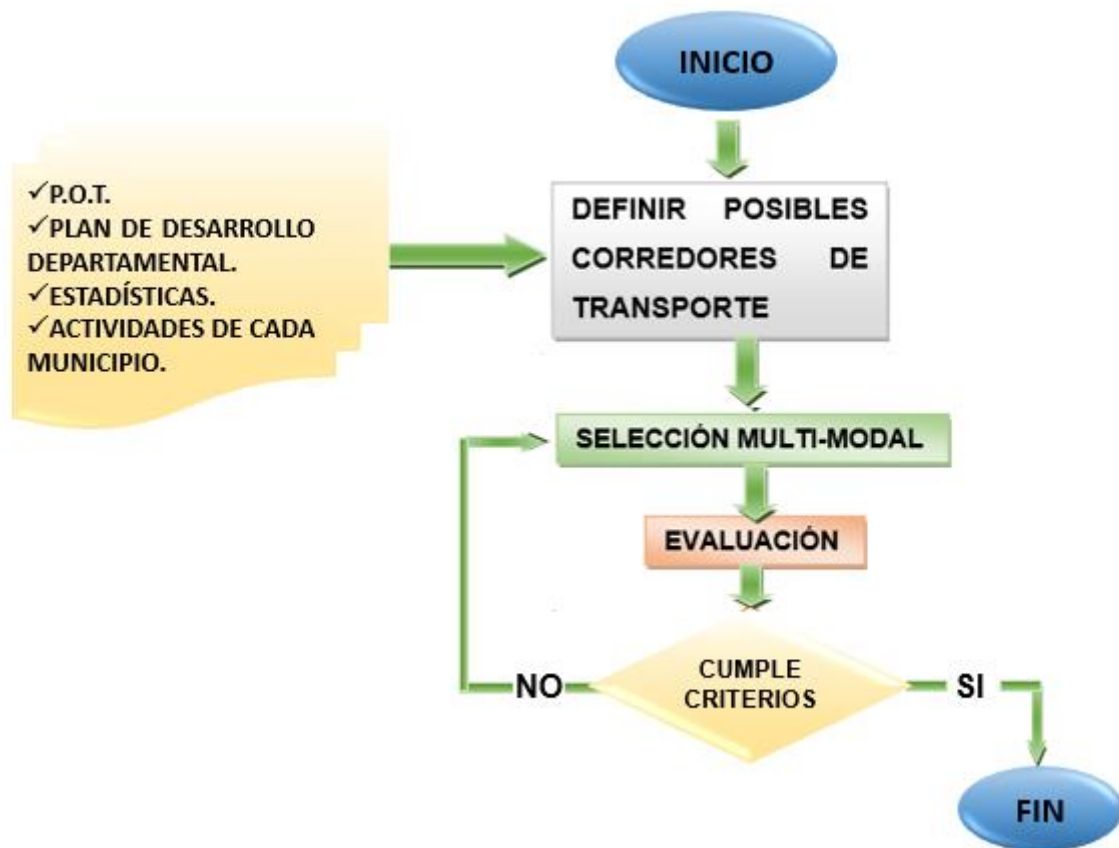 INICIO
✓P.O.T.
✓PLAN DE DESARROLLO
DEPARTAMENTAL.
✓ESTADÍSTICAS.
✓ACTIVIDADES DE CADA
MUNICIPIO.
DEFINIR POSIBLES
CORREDORES DE
TRANSPORTE
SELECCIÓN MULTI-MODAL
EVALUACIÓN
CUMPLE
CRITERIOS
NO
SI
FIN